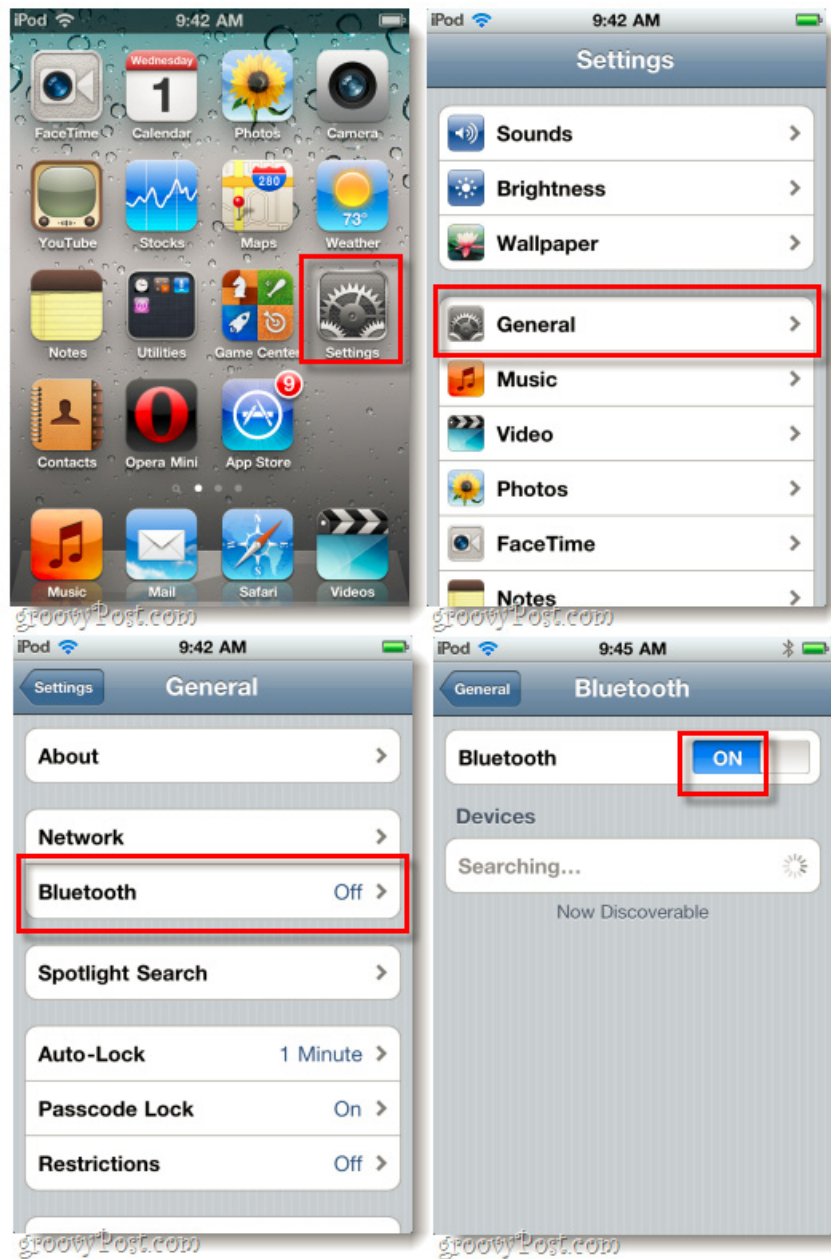 iPod 9:42 AM
Wednesday
1
FaceTime Calendar Photos Camera
280
73°
YouTube Stocks Maps Weather
Notes Utilities Game Center Settings
9
Contacts Opera Mini App Store
Music Mail Safari Videos
groovyPost.com
iPod 9:42 AM
Settings
Sounds
Brightness
Wallpaper
General
Music
Video
Photos
FaceTime
Notes
groovyPost.com
iPod 9:42 AM
Settings General
About
Network
Bluetooth Off
Spotlight Search
Auto-Lock 1 Minute
Passcode Lock On
Restrictions Off
groovyPost.com
iPod 9:45 AM
General Bluetooth
Bluetooth ON
Devices
Searching...
Now Discoverable
groovyPost.com